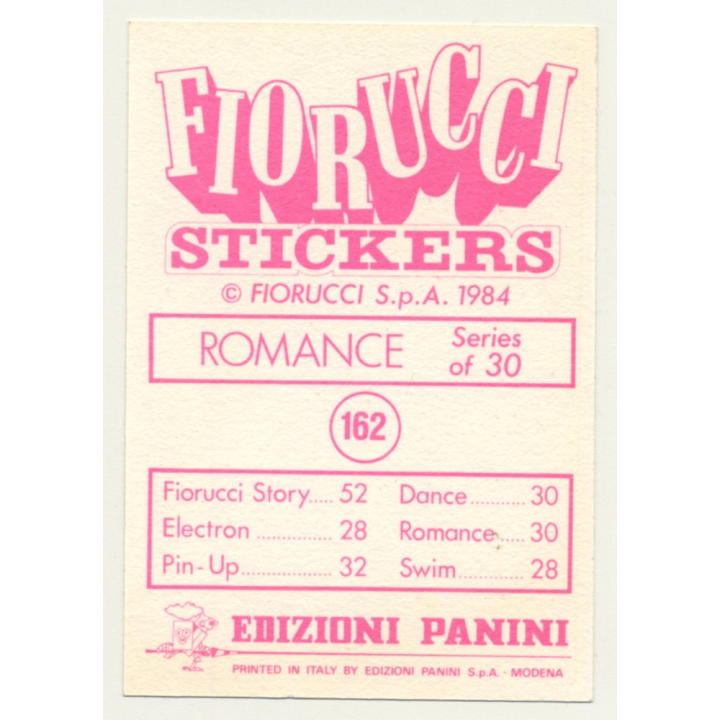 FIORUCCI
STICKERS
© FIORUCCI S.p.A. 1984
ROMANCE Series of 30
162
Fiorucci Story..... 52 Dance........... 30
Electron .............. 28 Romance..... 30
Pin-Up................. 32 Swim............. 28
EDIZIONI PANINI
PRINTED IN ITALY BY EDIZIONI PANINI S.p.A. - MODENA